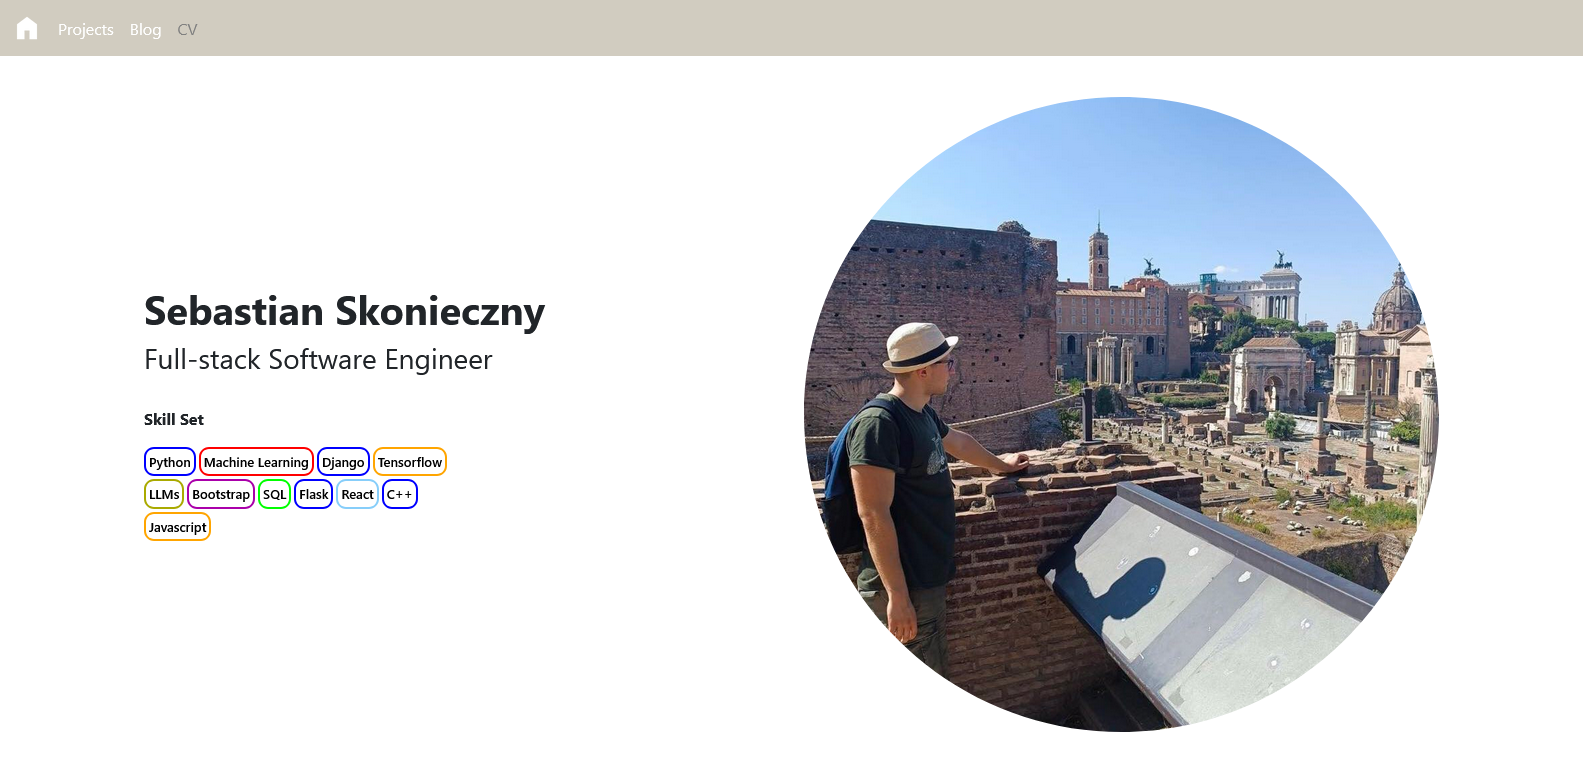 Projects Blog CV
Sebastian Skonieczny
Full-stack Software Engineer
Skill Set
Python Machine Learning Django Tensorflow
LLMs Bootstrap SQL Flask React C++
Javascript